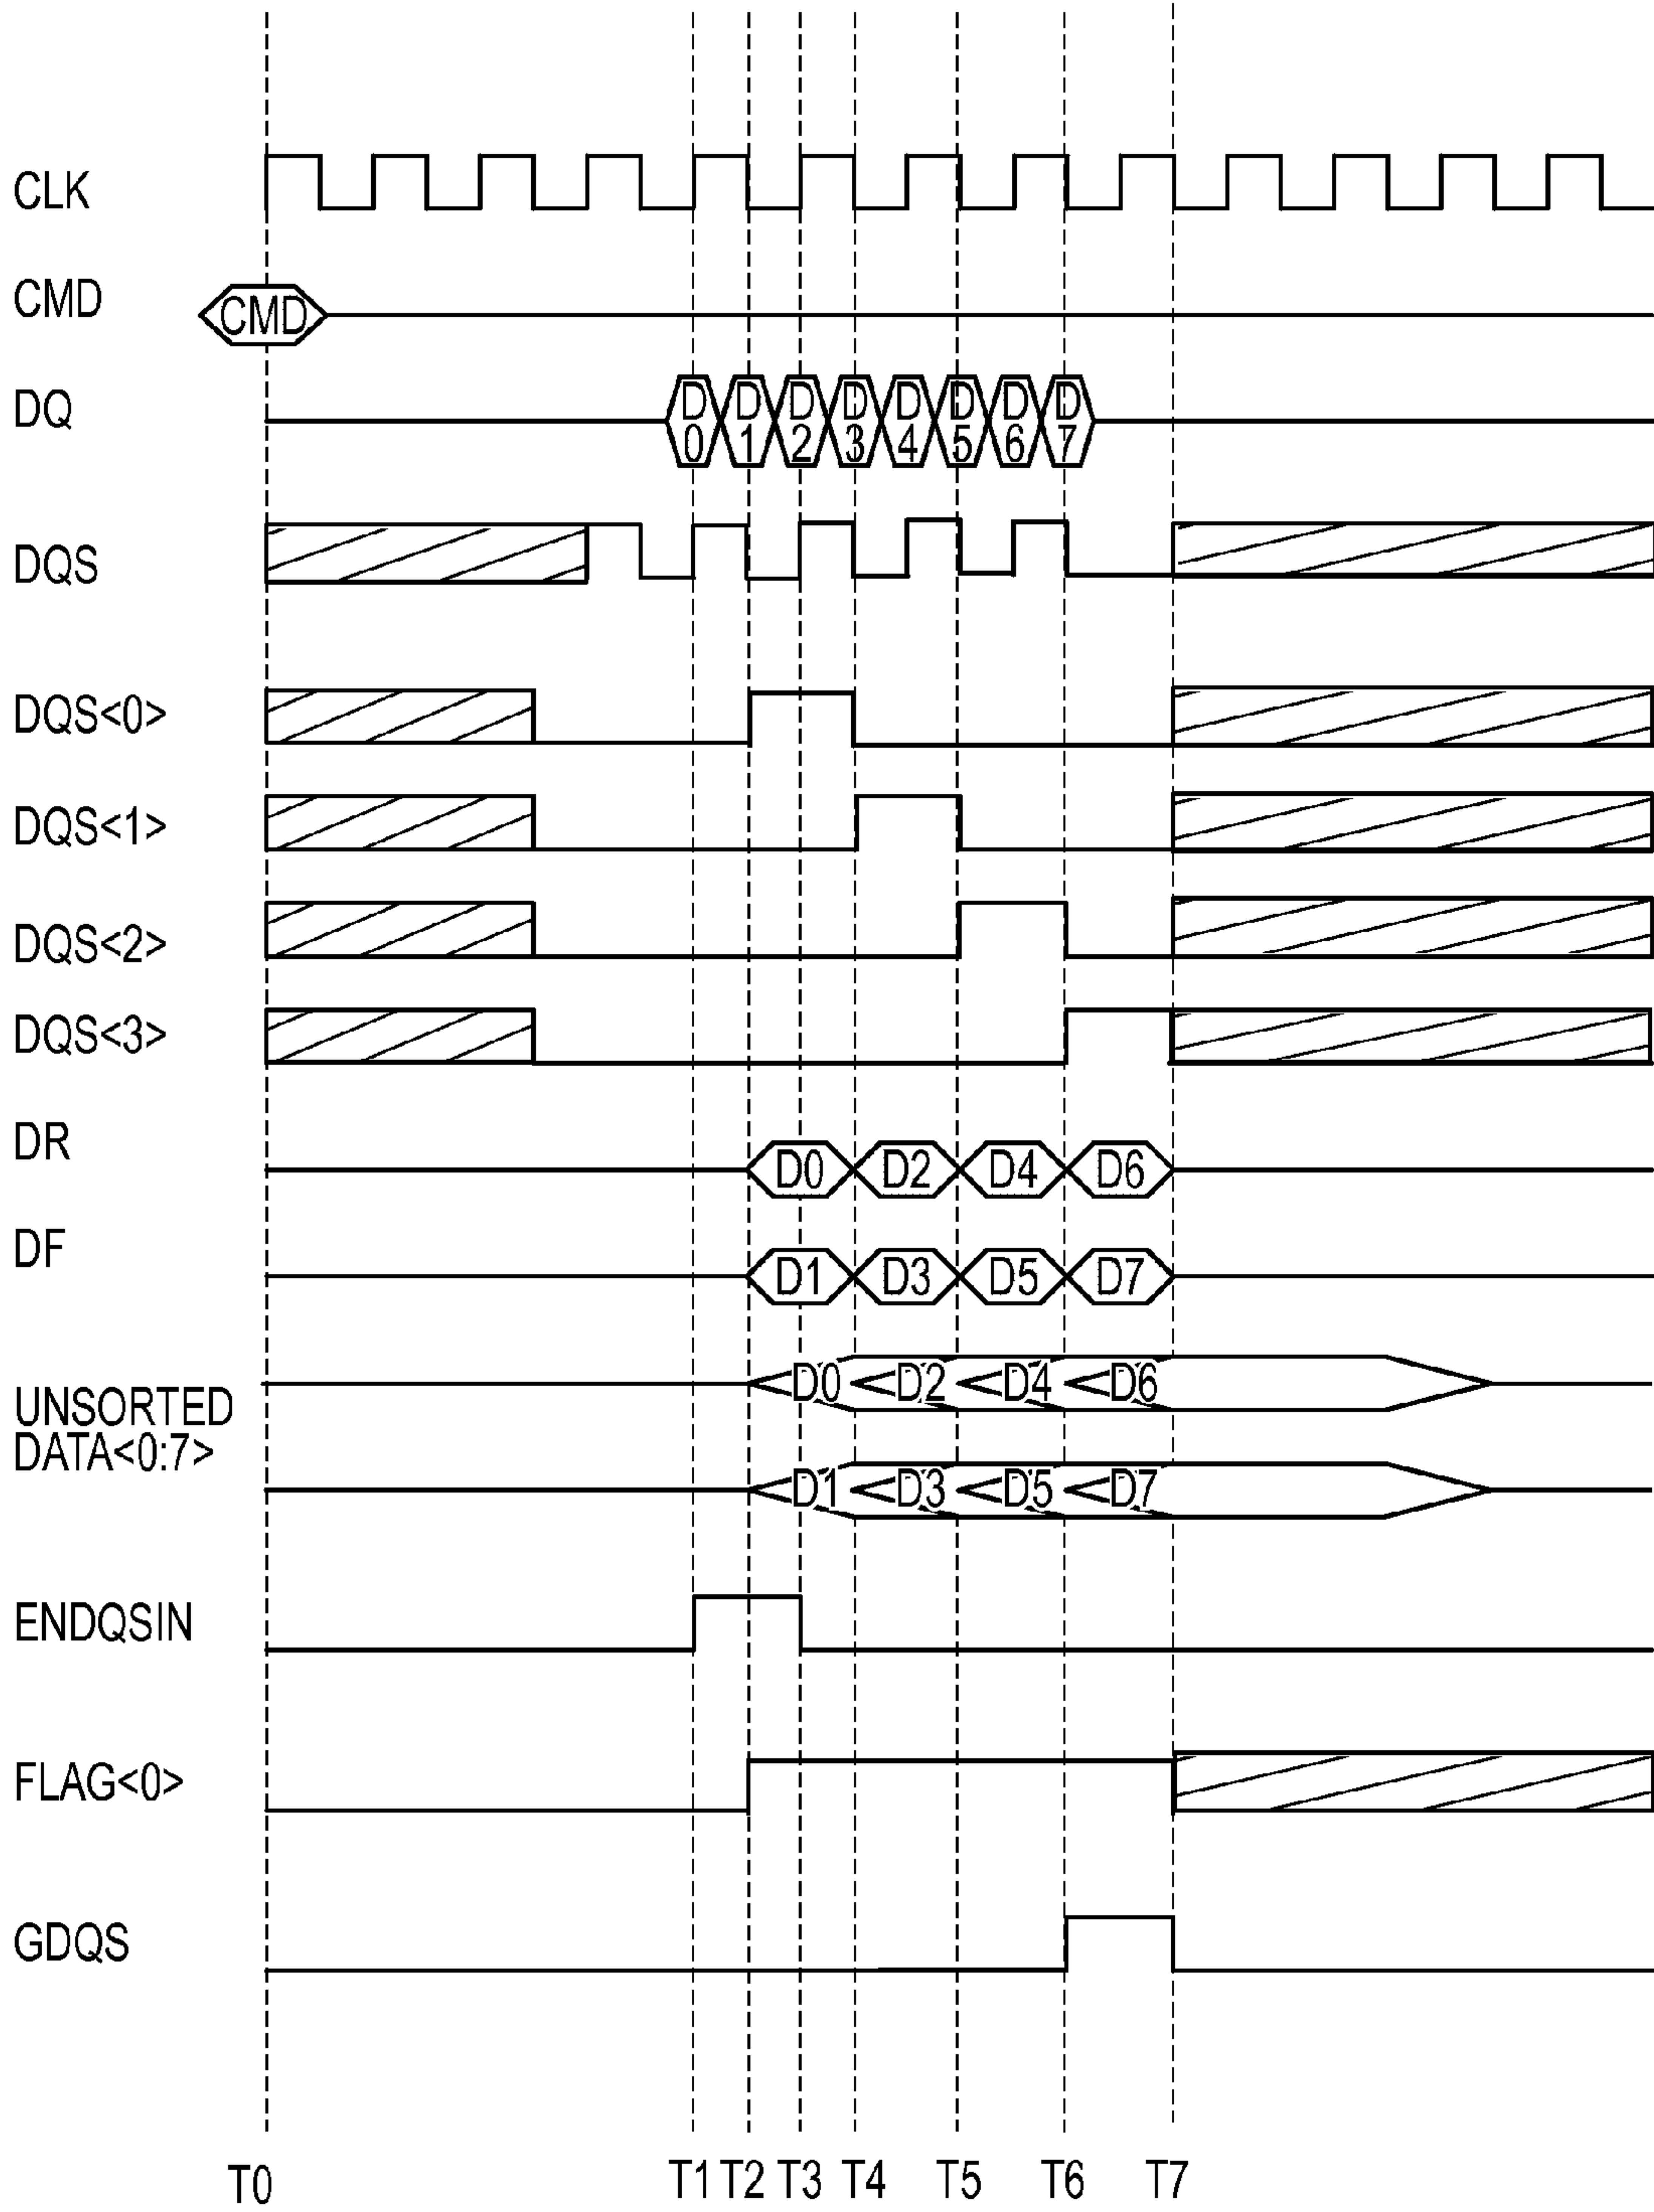 CLK
CMD
CMD
DQ
D0 D1 D2 D3 D4 D5 D6 D7
DQS
DQS<0>
DQS<1>
DQS<2>
DQS<3>
DR
D0 D2 D4 D6
DF
D1 D3 D5 D7
UNSORTED
DATA<0:7>
D0 D2 D4 D6
D1 D3 D5 D7
ENDQSIN
FLAG<0>
GDQS
T0 T1 T2 T3 T4 T5 T6 T7